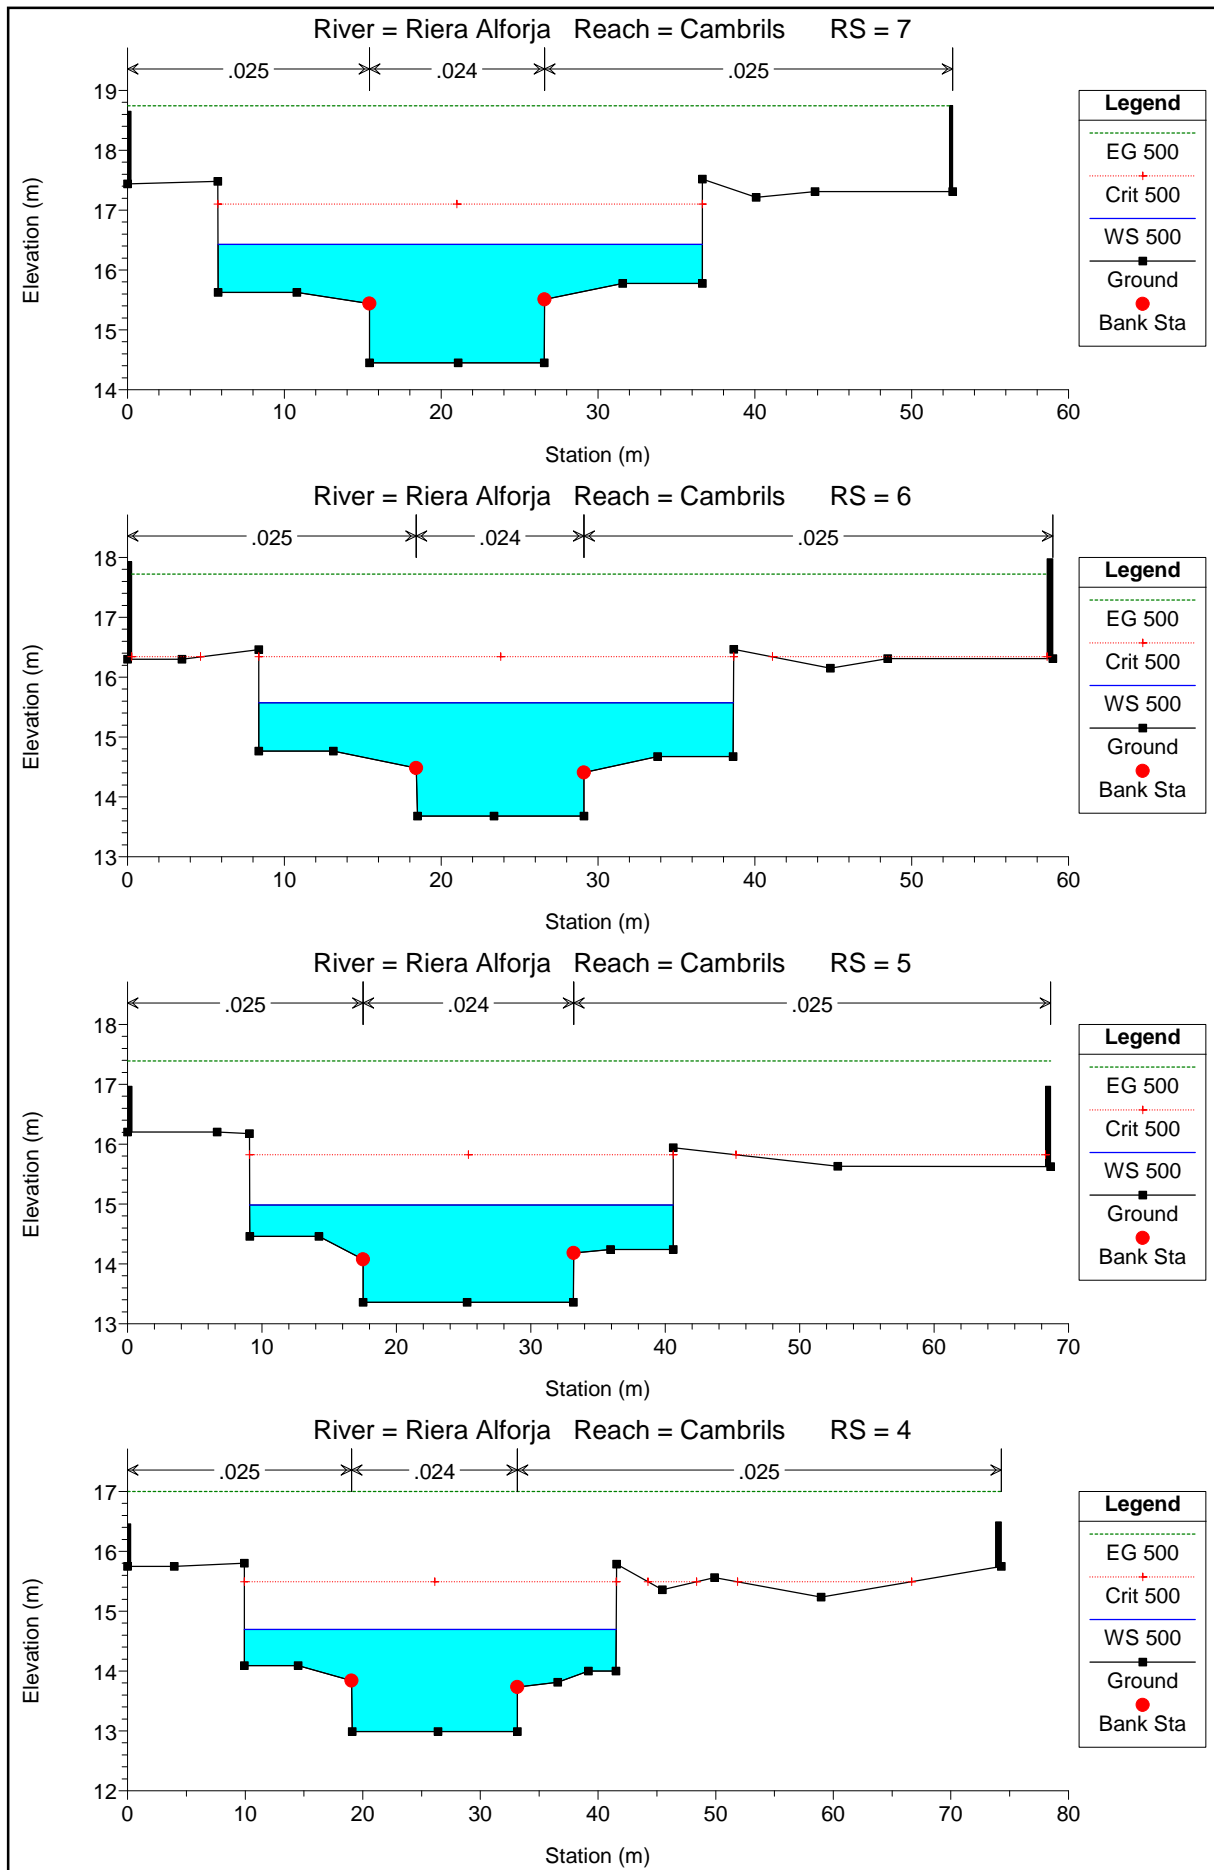 River = Riera Alforja Reach = Cambrils RS = 7
.025 .024 .025
19
18
17
16
15
14
Elevation (m)
0 10 20 30 40 50 60
Station (m)
Legend
EG 500
Crit 500
WS 500
Ground
Bank Sta
River = Riera Alforja Reach = Cambrils RS = 6
.025 .024 .025
18
17
16
15
14
13
Elevation (m)
0 10 20 30 40 50 60
Station (m)
Legend
EG 500
Crit 500
WS 500
Ground
Bank Sta
River = Riera Alforja Reach = Cambrils RS = 5
.025 .024 .025
18
17
16
15
14
13
Elevation (m)
0 10 20 30 40 50 60 70
Station (m)
Legend
EG 500
Crit 500
WS 500
Ground
Bank Sta
River = Riera Alforja Reach = Cambrils RS = 4
.025 .024 .025
17
16
15
14
13
12
Elevation (m)
0 10 20 30 40 50 60 70 80
Station (m)
Legend
EG 500
Crit 500
WS 500
Ground
Bank Sta